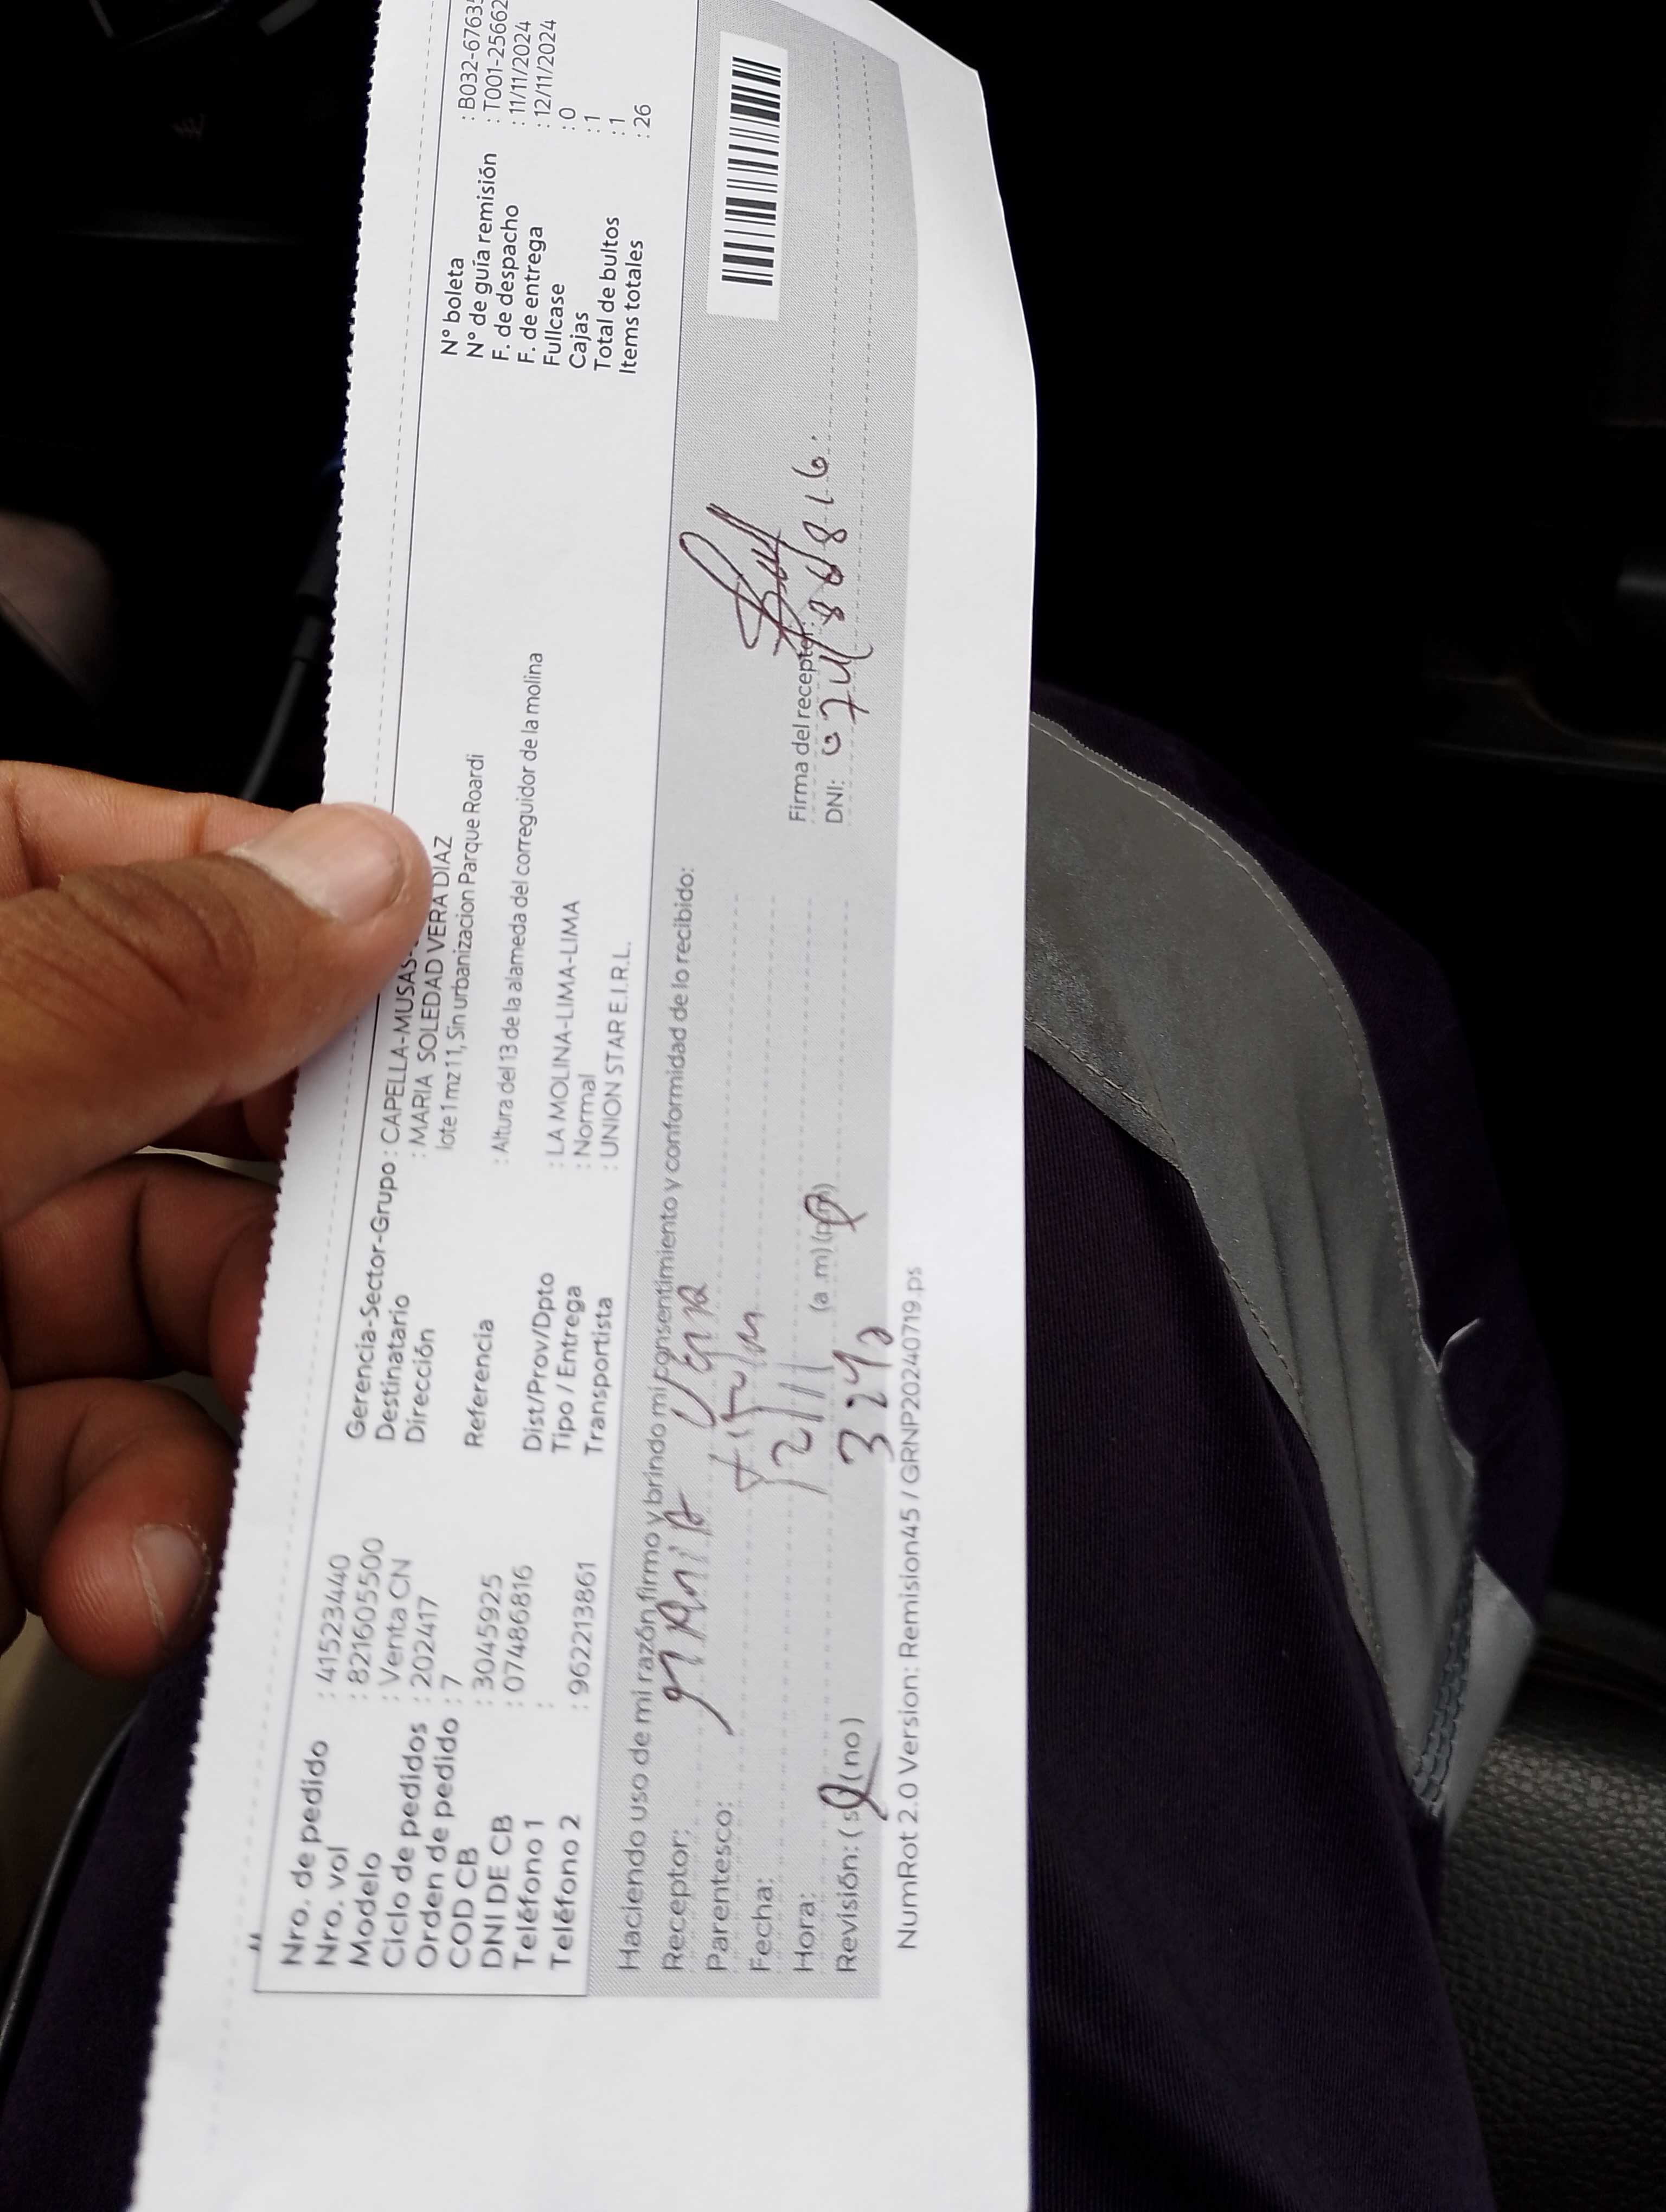 Nro. de pedido : 41523440
Nro. vol : 821605500
Modelo : Venta CN
Ciclo de pedidos : 202417
Orden de pedido : 7
COD CB : 3045925
DNI DE CB : 07486816
Teléfono 1 :
Teléfono 2 : 962213861
Gerencia-Sector-Grupo : CAPELLA-MUSAS-
Destinatario : MARIA SOLEDAD VERA DIAZ
Dirección lote 1 mz 11, Sin urbanizacion Parque Roardi
Referencia : Altura del 13 de la alameda del correguidor de la molina
Dist/Prov/Dpto : LA MOLINA-LIMA-LIMA
Tipo / Entrega : Normal
Transportista : UNION STAR E.I.R.L.
N° boleta : B032-6763
N° de guía remisión : T001-25662
F. de despacho : 11/11/2024
F. de entrega : 12/11/2024
Fullcase : 0
Cajas : 1
Total de bultos : 1
Items totales : 26
Haciendo uso de mi razón, firmo y brindo mi consentimiento y conformidad de lo recibido:
Receptor: MARIA VERA
Parentesco: titular
Fecha: 12/11
Hora: 3 24 (a.m) (pm)
Revisión: (si) (no)
Firma del receptor:
DNI: 07486816.
NumRot 2.0 Version: Remision45 / GRNP20240719.ps